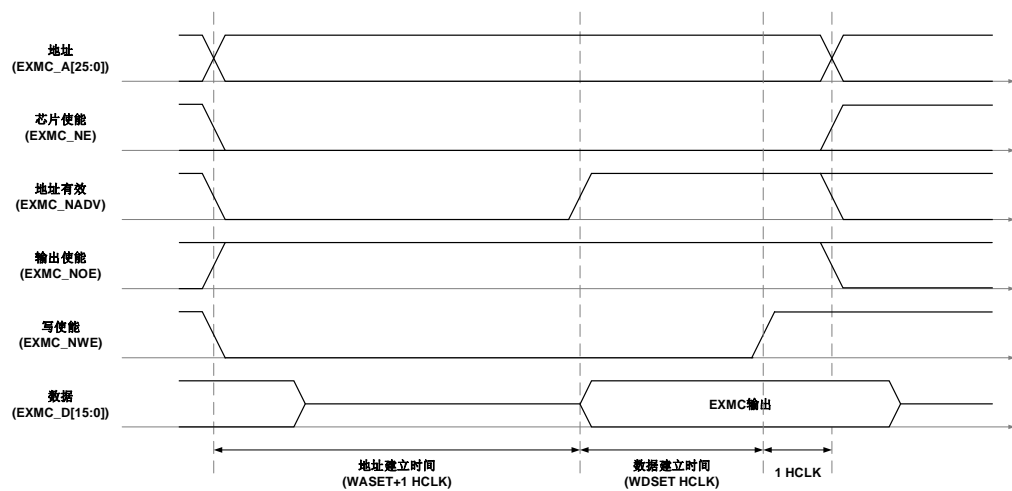 地址
(EXMC_A[25:0])
芯片使能
(EXMC_NE)
地址有效
(EXMC_NADV)
输出使能
(EXMC_NOE)
写使能
(EXMC_NWE)
数据
(EXMC_D[15:0])
EXMC输出
地址建立时间
(WASET+1 HCLK)
数据建立时间
(WDSET HCLK)
1 HCLK